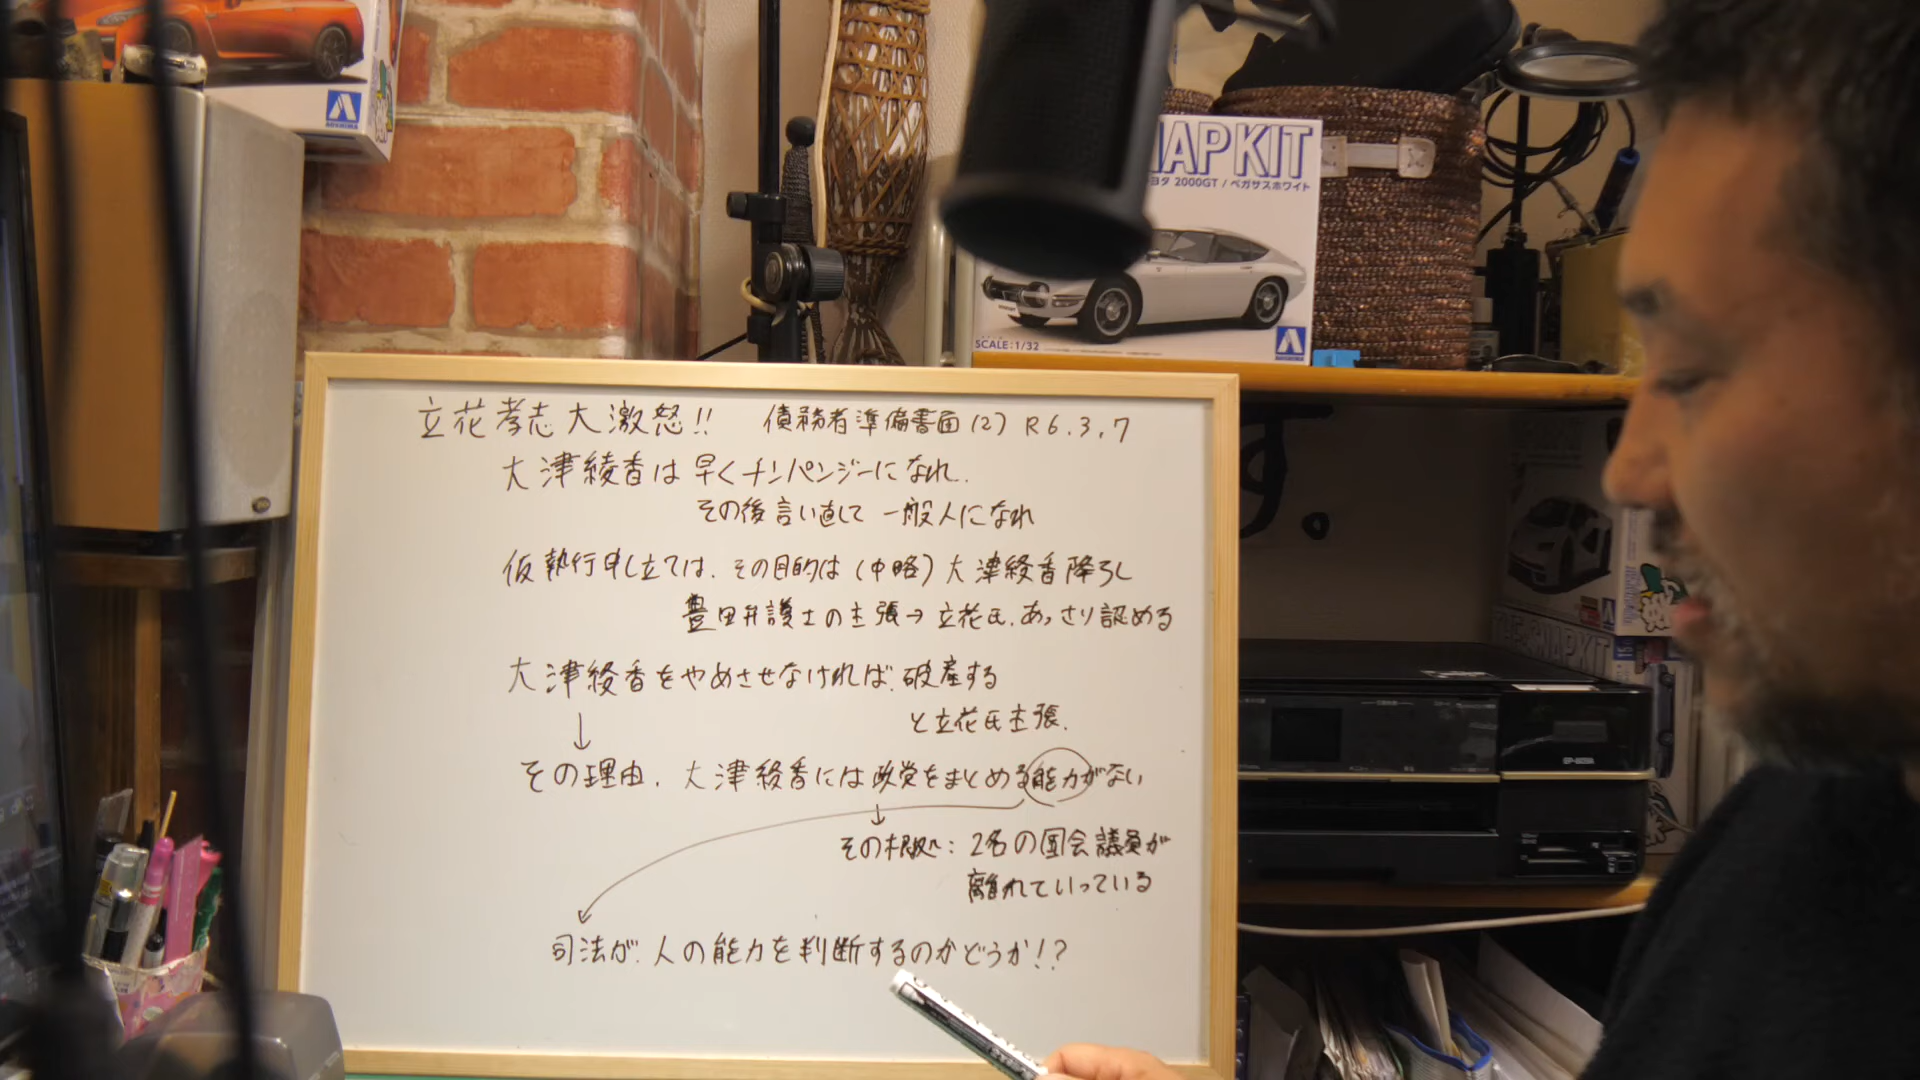 立花孝志大激怒!! 債務者準備書面(2) R6.3.7
大津綾香は早くチンパンジーになれ.
その後言い直して 一般人になれ
仮執行申し立ては、その目的は(中略)大津綾香降ろし
豊田弁護士の主張→立花氏、あっさり認める
大津綾香をやめさせなければ、破産する
↓
と立花氏主張.
その理由、大津綾香には政党をまとめる能力がない
↓
その根拠:2名の国会議員が
離れていっている
司法が、人の能力を判断するのかどうか!?
NAPKIT
ヨタ 2000GT / ペガサスホワイト
SCALE:1/32
AOSHIMA
AOSHIMA
す。